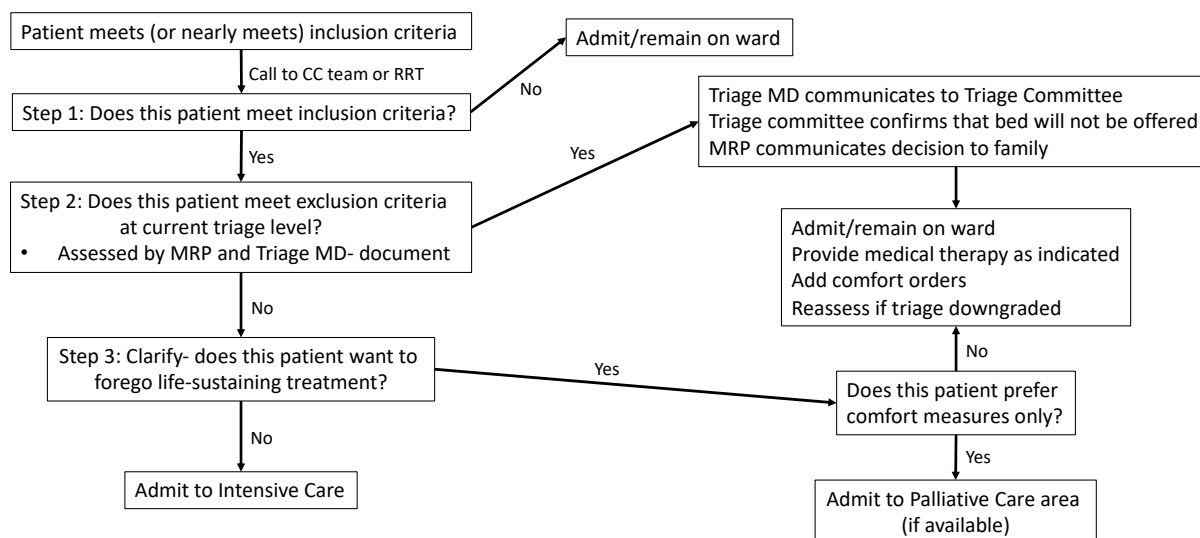 Patient meets (or nearly meets) inclusion criteria
Call to CC team or RRT
Step 1: Does this patient meet inclusion criteria?
No
Admit/remain on ward
Yes
Step 2: Does this patient meet exclusion criteria
at current triage level?
• Assessed by MRP and Triage MD- document
Yes
Triage MD communicates to Triage Committee
Triage committee confirms that bed will not be offered
MRP communicates decision to family
Admit/remain on ward
Provide medical therapy as indicated
Add comfort orders
Reassess if triage downgraded
No
Step 3: Clarify- does this patient want to
forego life-sustaining treatment?
Yes
No
Does this patient prefer
comfort measures only?
No
Admit to Intensive Care
Yes
Admit to Palliative Care area
(if available)